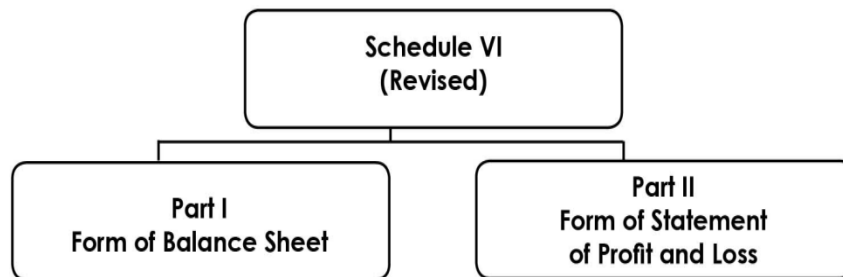 Schedule VI
(Revised)
Part I
Form of Balance Sheet
Part II
Form of Statement
of Profit and Loss